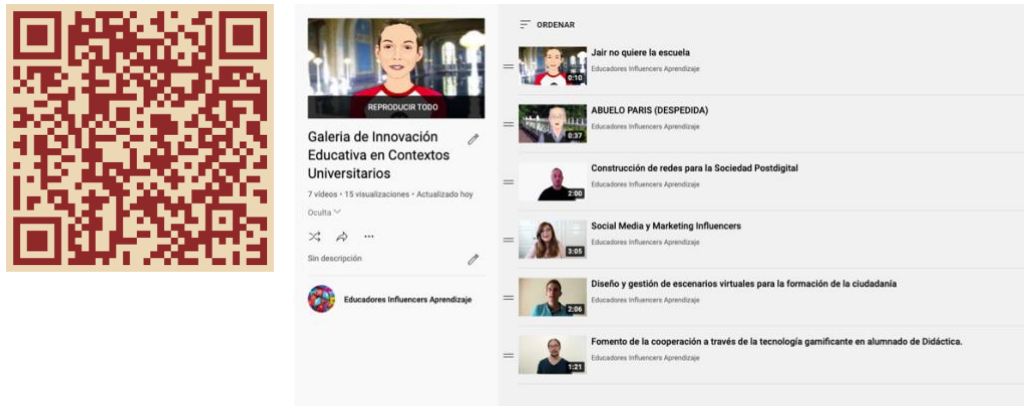 REPRODUCIR TODO
Galeria de Innovación
Educativa en Contextos
Universitarios
7 vídeos • 15 visualizaciones • Actualizado hoy
Oculta
Sin descripción
Educadores Influencers Aprendizaje
ORDENAR
0:10
Jair no quiere la escuela
Educadores Influencers Aprendizaje
0:37
ABUELO PARIS (DESPEDIDA)
Educadores Influencers Aprendizaje
2:00
Construcción de redes para la Sociedad Postdigital
Educadores Influencers Aprendizaje
3:05
Social Media y Marketing Influencers
Educadores Influencers Aprendizaje
2:06
Diseño y gestión de escenarios virtuales para la formación de la ciudadanía
Educadores Influencers Aprendizaje
1:21
Fomento de la cooperación a través de la tecnología gamificante en alumnado de Didáctica.
Educadores Influencers Aprendizaje